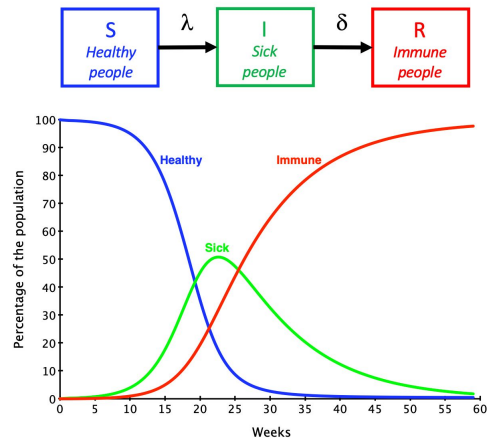 λ
δ
S
Healthy
people
I
Sick
people
R
Immune
people
100
90
80
70
60
50
40
30
20
10
0
Percentage of the population
Healthy
Immune
Sick
0 5 10 15 20 25 30 35 40 45 50 55 60
Weeks